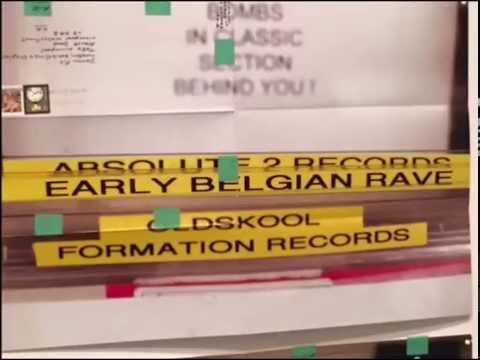 BOMBS
IN CLASSIC
SECTION
BEHIND YOU!
ABSOLUTE 2 RECORDS
EARLY BELGIAN RAVE
OLDSKOOL
FORMATION RECORDS